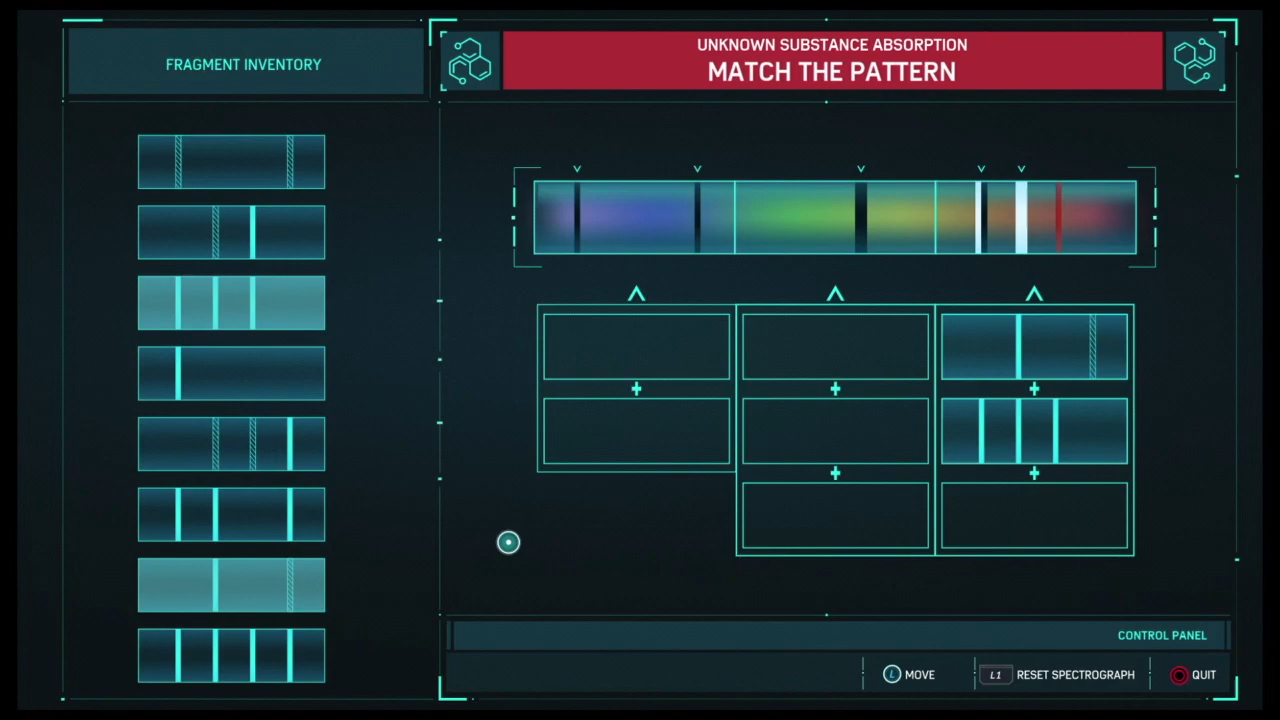 FRAGMENT INVENTORY
UNKNOWN SUBSTANCE ABSORPTION
MATCH THE PATTERN
CONTROL PANEL
L MOVE
L1 RESET SPECTROGRAPH
QUIT